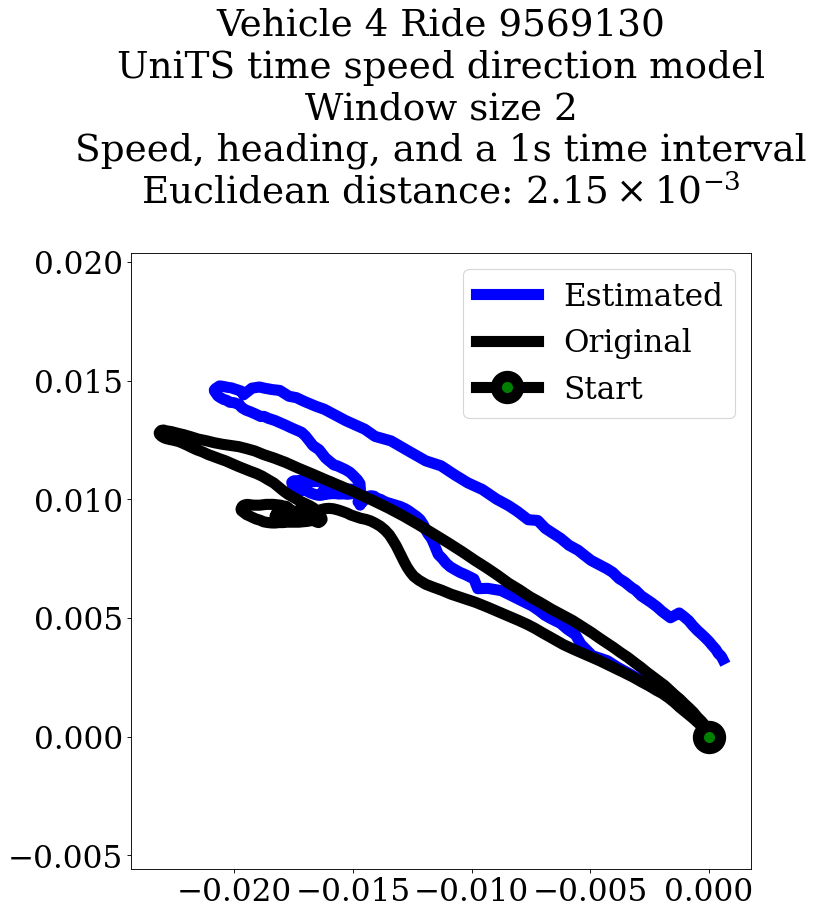 Vehicle 4 Ride 9569130
UniTS time speed direction model
Window size 2
Speed, heading, and a 1s time interval
Euclidean distance: 2.15 × 10⁻³
0.020
0.015
0.010
0.005
0.000
−0.005
Estimated
Original
Start
−0.020 −0.015 −0.010 −0.005 0.000